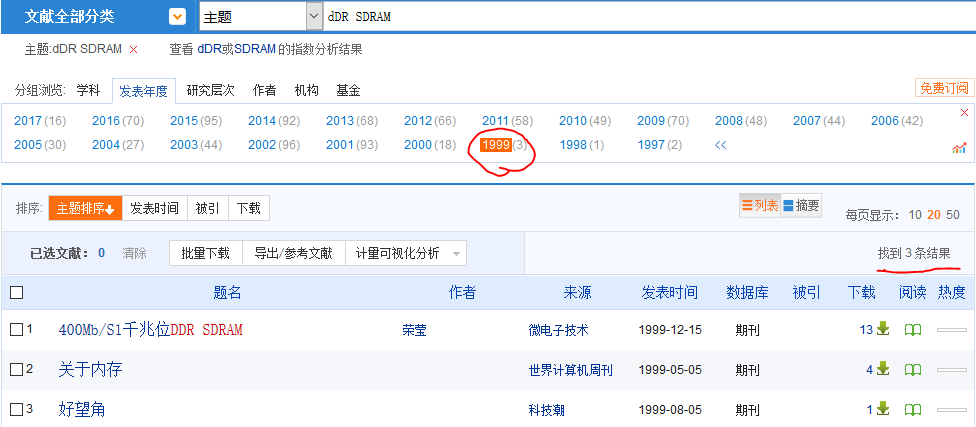 文献全部分类 主题 dDR SDRAM
主题:dDR SDRAM × 查看 dDR或SDRAM 的指数分析结果
分组浏览: 学科 发表年度 研究层次 作者 机构 基金 免费订阅
2017 (16) 2016 (70) 2015 (95) 2014 (92) 2013 (68) 2012 (66) 2011 (58) 2010 (49) 2009 (70) 2008 (48) 2007 (44) 2006 (42) ×
2005 (30) 2004 (27) 2003 (44) 2002 (96) 2001 (93) 2000 (18) 1999 (3) 1998 (1) 1997 (2) <<
排序: 主题排序 发表时间 被引 下载 列表 摘要 每页显示: 10 20 50
已选文献: 0 清除 批量下载 导出/参考文献 计量可视化分析 找到 3 条结果
题名 作者 来源 发表时间 数据库 被引 下载 阅读 热度
1 400Mb/S1千兆位DDR SDRAM 荣莹 微电子技术 1999-12-15 期刊 13
2 关于内存 世界计算机周刊 1999-05-05 期刊 4
3 好望角 科技潮 1999-08-05 期刊 1